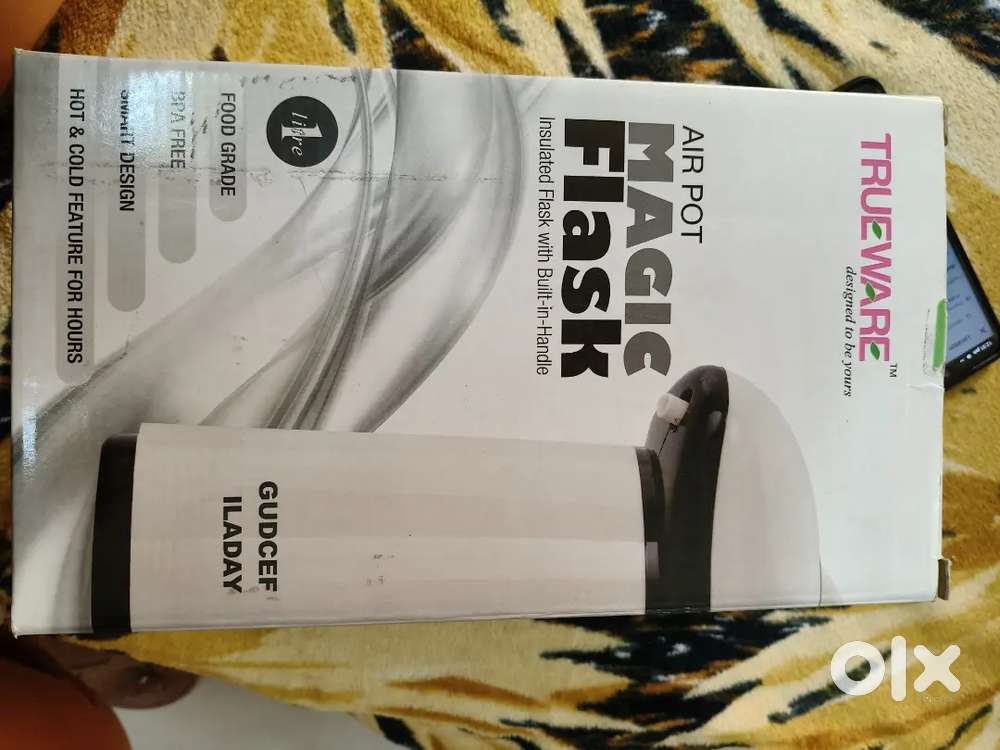 TRUEWARE™
designed to be yours
AIR POT
MAGIC
Flask
Insulated Flask with Built-in-Handle
1
litre
FOOD GRADE
BPA FREE
SMART DESIGN
HOT & COLD FEATURE FOR HOURS
GUDCEF
ILADAY
olx